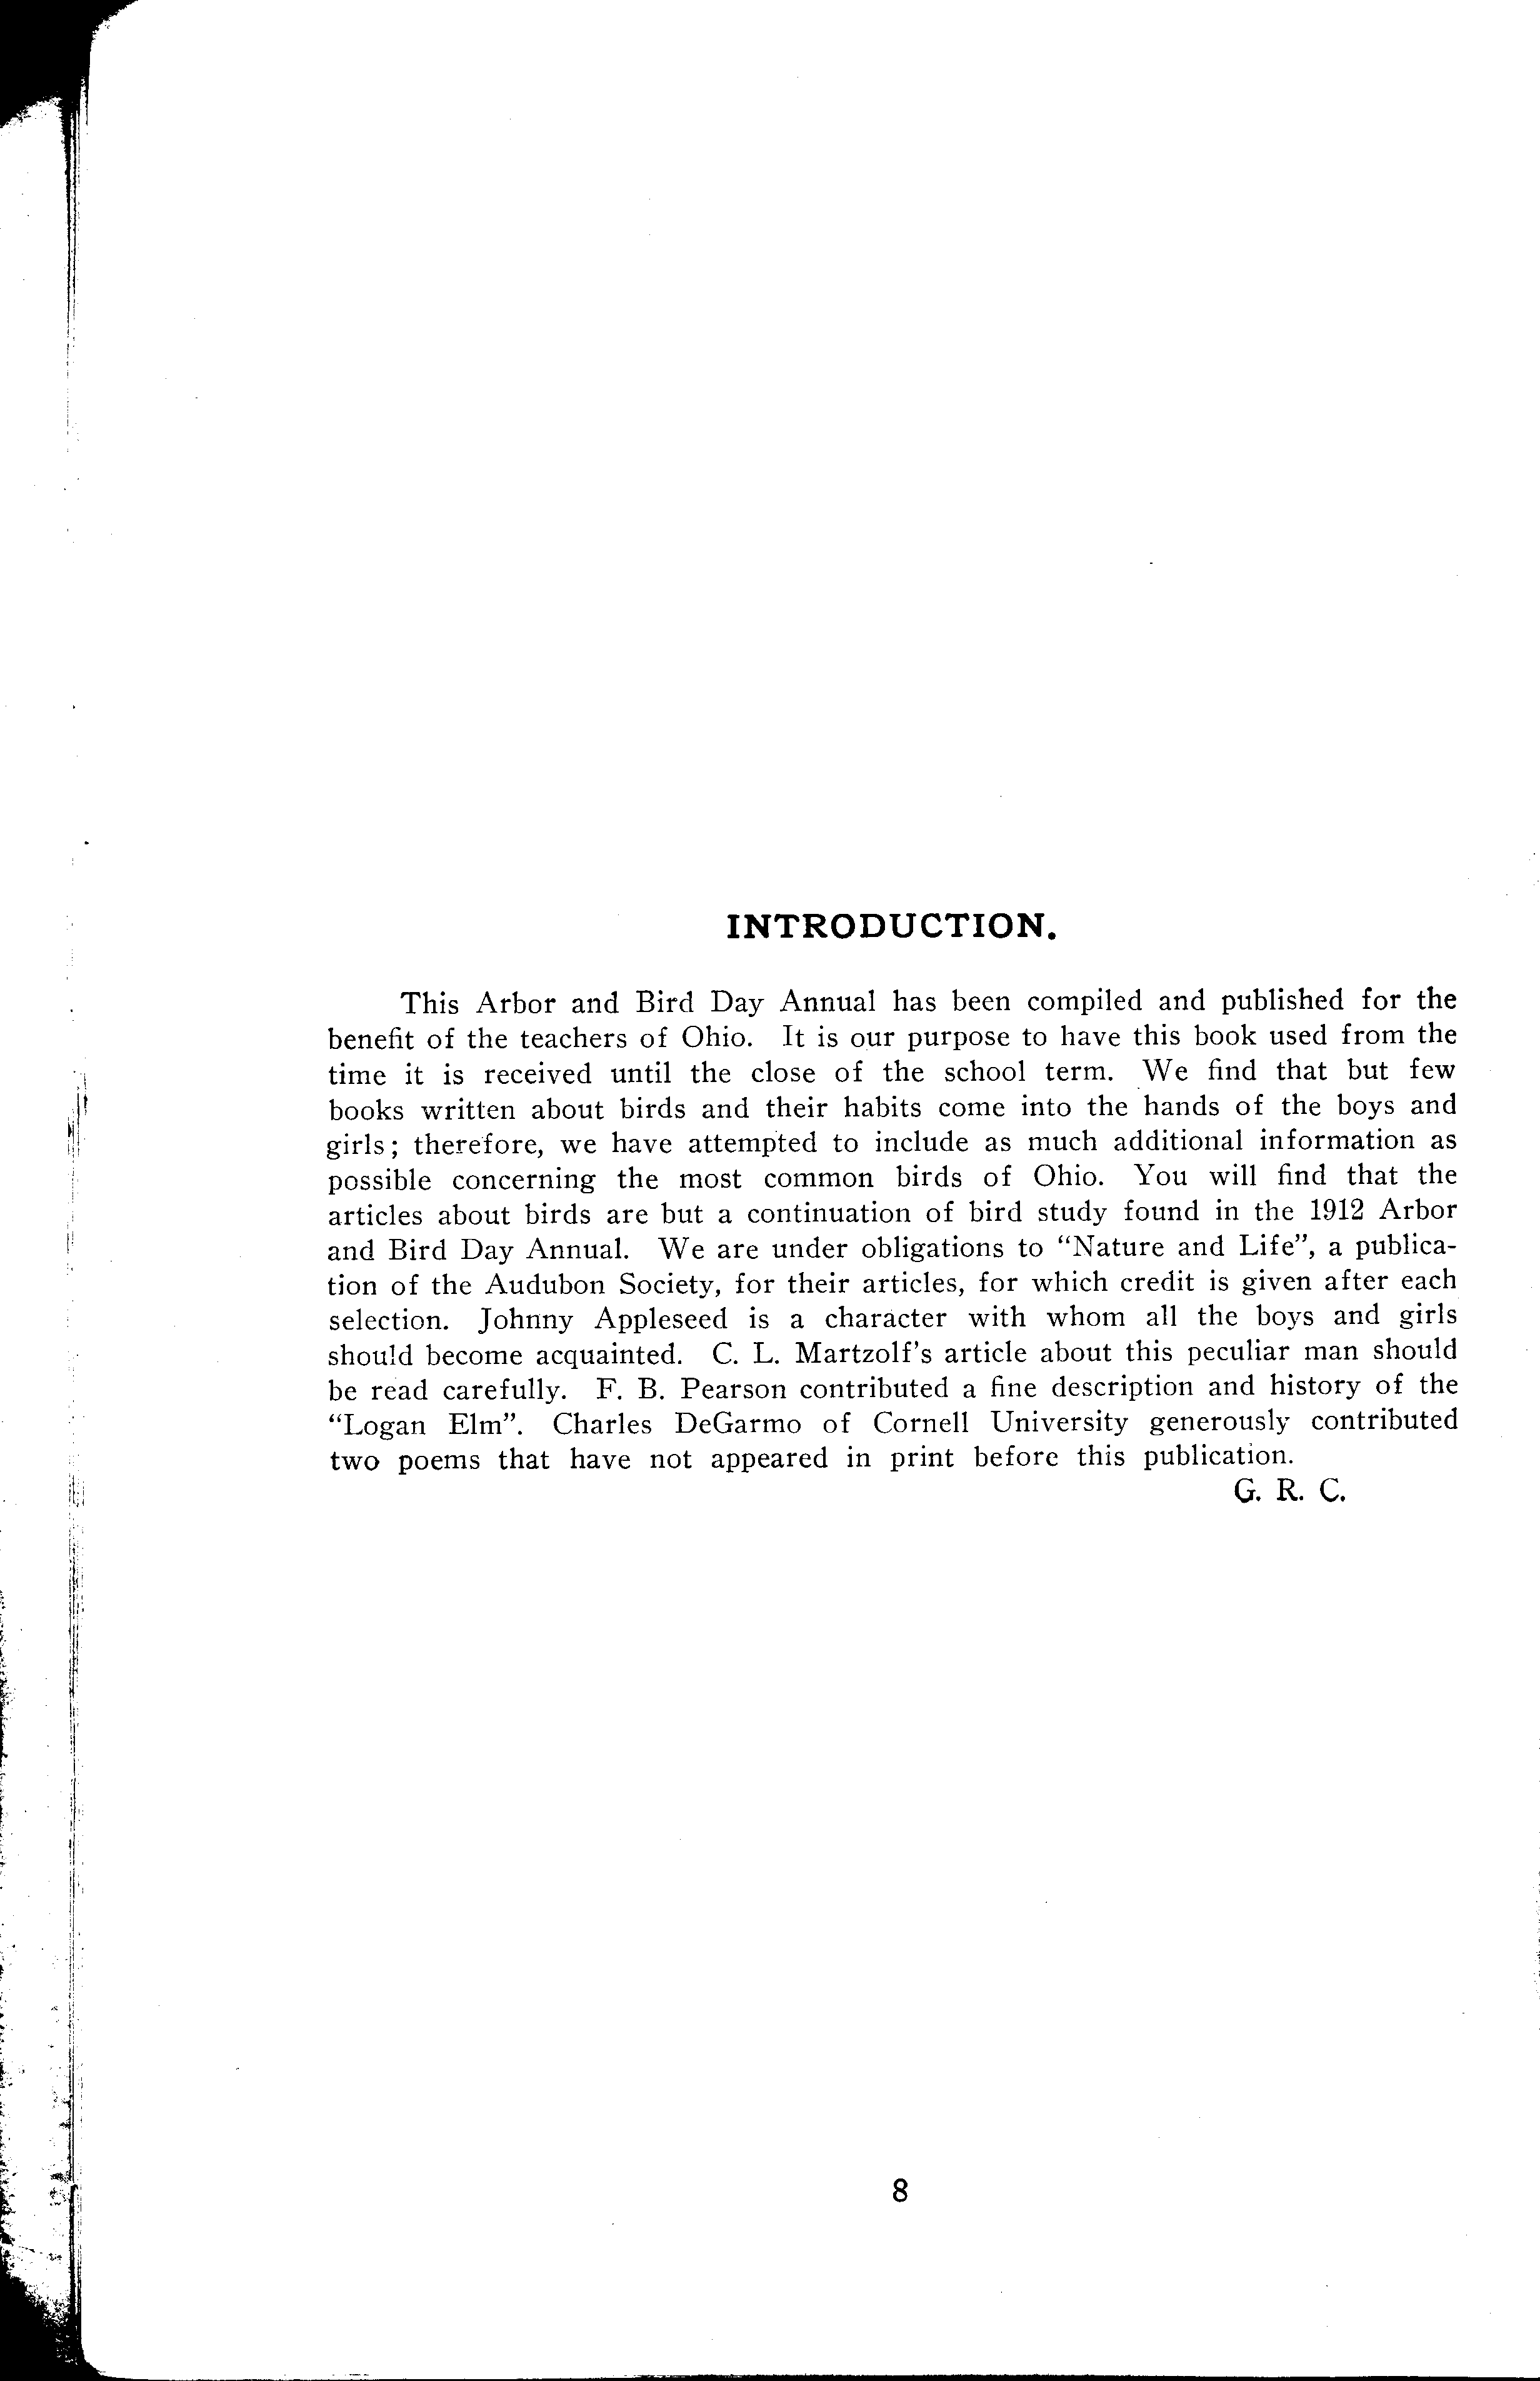 INTRODUCTION.
This Arbor and Bird Day Annual has been compiled and published for the
benefit of the teachers of Ohio. It is our purpose to have this book used from the
time it is received until the close of the school term. We find that but few
books written about birds and their habits come into the hands of the boys and
girls; therefore, we have attempted to include as much additional information as
possible concerning the most common birds of Ohio. You will find that the
articles about birds are but a continuation of bird study found in the 1912 Arbor
and Bird Day Annual. We are under obligations to “Nature and Life”, a publica-
tion of the Audubon Society, for their articles, for which credit is given after each
selection. Johnny Appleseed is a character with whom all the boys and girls
should become acquainted. C. L. Martzolf's article about this peculiar man should
be read carefully. F. B. Pearson contributed a fine description and history of the
“Logan Elm”. Charles DeGarmo of Cornell University generously contributed
two poems that have not appeared in print before this publication.
G. R. C.
8